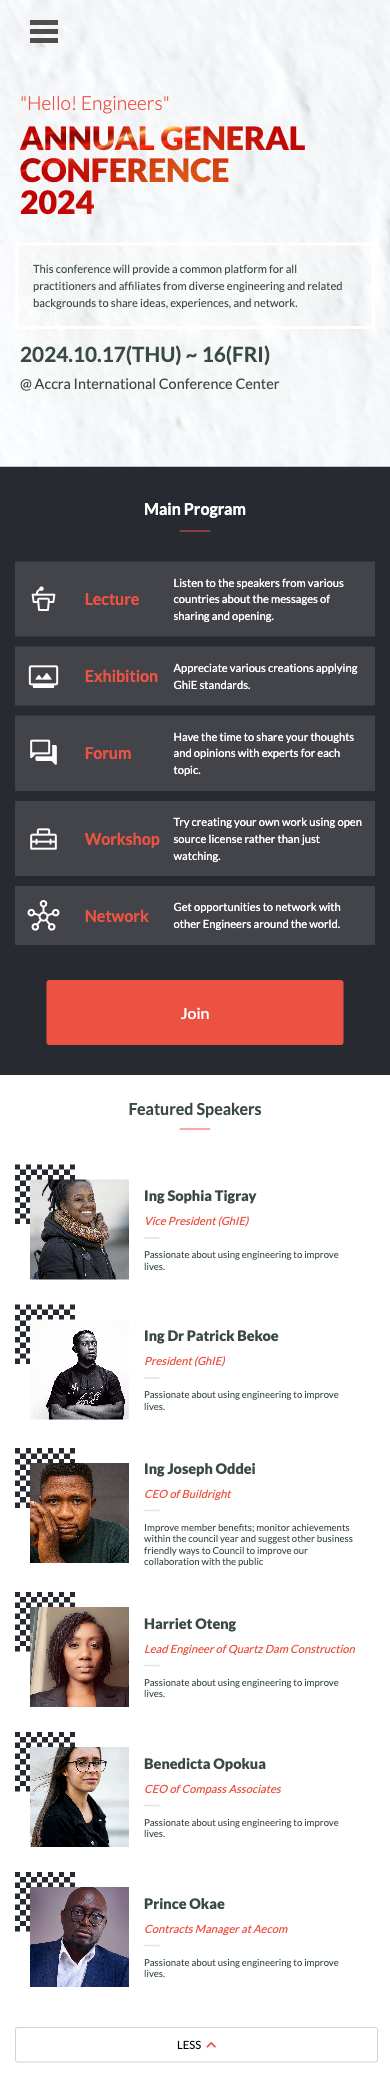 "Hello! Engineers"
ANNUAL GENERAL
CONFERENCE
2024
This conference will provide a common platform for all
practitioners and affiliates from diverse engineering and related
backgrounds to share ideas, experiences, and network.
2024.10.17(THU) ~ 16(FRI)
@ Accra International Conference Center
Main Program
Lecture
Listen to the speakers from various
countries about the messages of
sharing and opening.
Exhibition
Appreciate various creations applying
GhiE standards.
Forum
Have the time to share your thoughts
and opinions with experts for each
topic.
Workshop
Try creating your own work using open
source license rather than just
watching.
Network
Get opportunities to network with
other Engineers around the world.
Join
Featured Speakers
Ing Sophia Tigray
Vice President (GhIE)
Passionate about using engineering to improve
lives.
Ing Dr Patrick Bekoe
President (GhIE)
Passionate about using engineering to improve
lives.
Ing Joseph Oddei
CEO of Buildright
Improve member benefits; monitor achievements
within the council year and suggest other business
friendly ways to Council to improve our
collaboration with the public
Harriet Oteng
Lead Engineer of Quartz Dam Construction
Passionate about using engineering to improve
lives.
Benedicta Opokua
CEO of Compass Associates
Passionate about using engineering to improve
lives.
Prince Okae
Contracts Manager at Aecom
Passionate about using engineering to improve
lives.
LESS